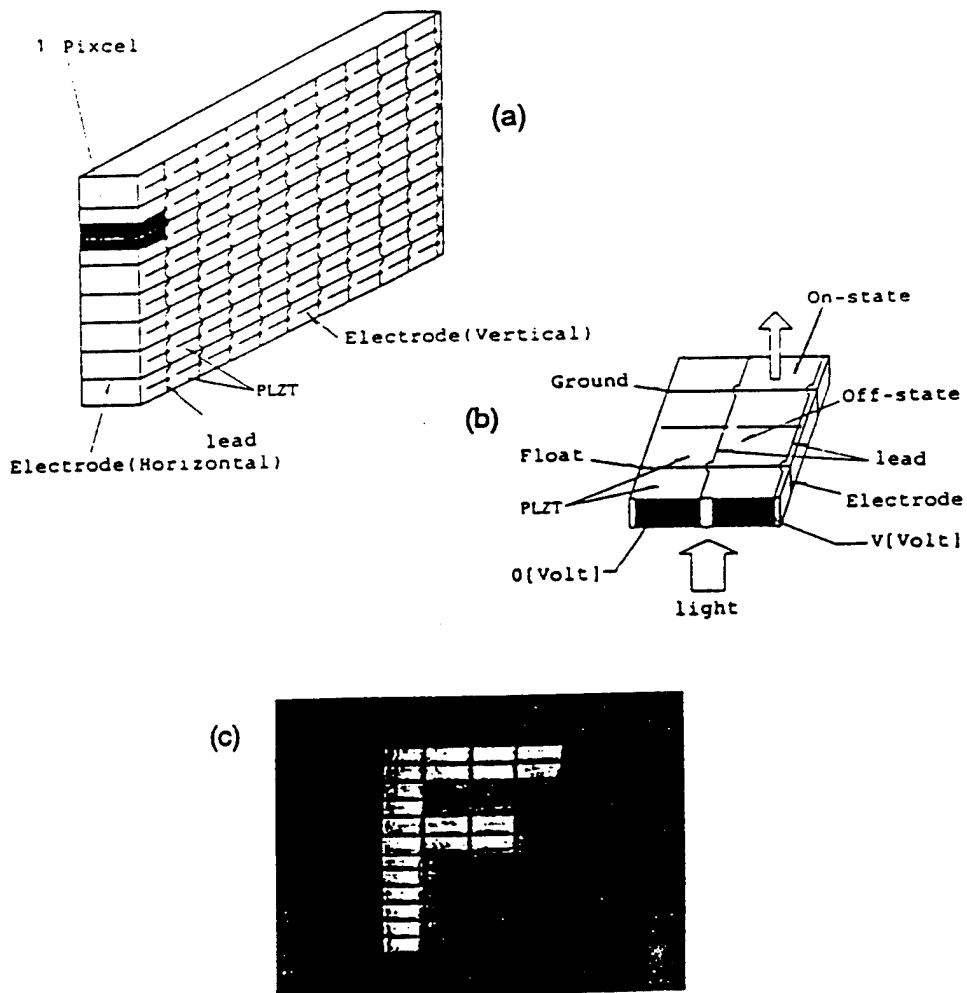 1 Pixcel
(a)
Electrode(Vertical)
PLZT
lead
Electrode(Horizontal)
On-state
Ground
(b)
Off-state
Float
lead
PLZT
Electrode
V[Volt]
0[Volt]
light
(c)